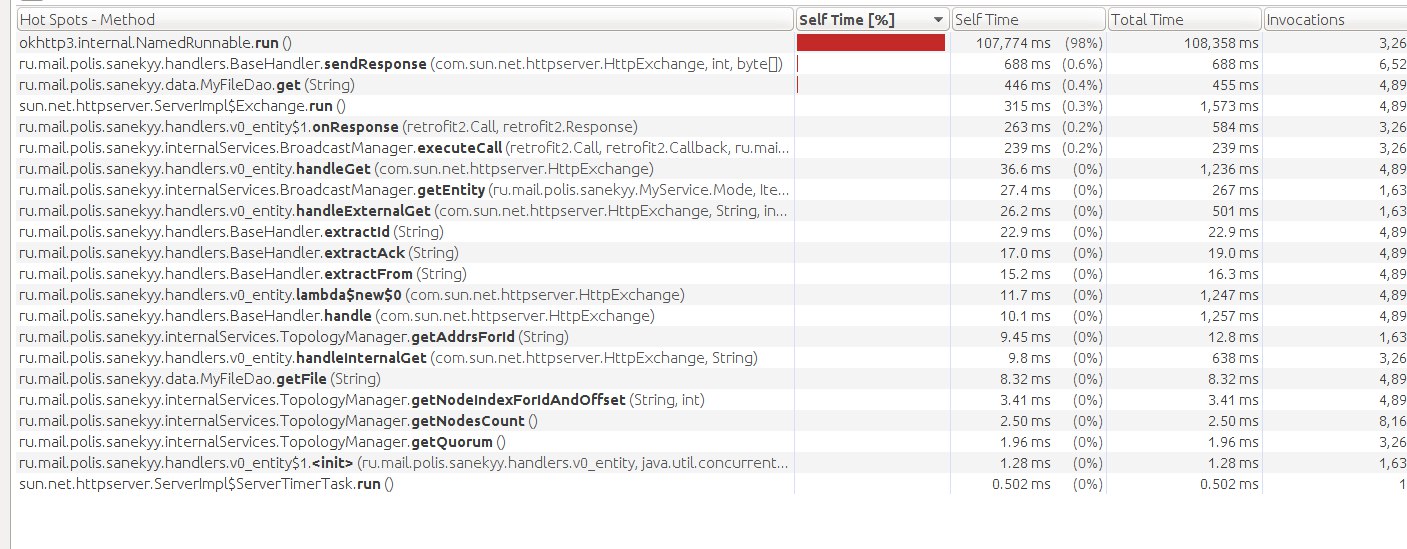 Hot Spots - Method Self Time [%] Self Time Total Time Invocations
okhttp3.internal.NamedRunnable.run () 107,774 ms (98%) 108,358 ms 3,26
ru.mail.polis.sanekyy.handlers.BaseHandler.sendResponse (com.sun.net.httpserver.HttpExchange, int, byte[]) 688 ms (0.6%) 688 ms 6,52
ru.mail.polis.sanekyy.data.MyFileDao.get (String) 446 ms (0.4%) 455 ms 4,89
sun.net.httpserver.ServerImpl$Exchange.run () 315 ms (0.3%) 1,573 ms 4,89
ru.mail.polis.sanekyy.handlers.v0_entity$1.onResponse (retrofit2.Call, retrofit2.Response) 263 ms (0.2%) 584 ms 3,26
ru.mail.polis.sanekyy.internalServices.BroadcastManager.executeCall (retrofit2.Call, retrofit2.Callback, ru.mai... 239 ms (0.2%) 239 ms 3,26
ru.mail.polis.sanekyy.handlers.v0_entity.handleGet (com.sun.net.httpserver.HttpExchange) 36.6 ms (0%) 1,236 ms 4,89
ru.mail.polis.sanekyy.internalServices.BroadcastManager.getEntity (ru.mail.polis.sanekyy.MyService.Mode, Ite... 27.4 ms (0%) 267 ms 1,63
ru.mail.polis.sanekyy.handlers.v0_entity.handleExternalGet (com.sun.net.httpserver.HttpExchange, String, in... 26.2 ms (0%) 501 ms 1,63
ru.mail.polis.sanekyy.handlers.BaseHandler.extractId (String) 22.9 ms (0%) 22.9 ms 4,89
ru.mail.polis.sanekyy.handlers.BaseHandler.extractAck (String) 17.0 ms (0%) 19.0 ms 4,89
ru.mail.polis.sanekyy.handlers.BaseHandler.extractFrom (String) 15.2 ms (0%) 16.3 ms 4,89
ru.mail.polis.sanekyy.handlers.v0_entity.lambda$new$0 (com.sun.net.httpserver.HttpExchange) 11.7 ms (0%) 1,247 ms 4,89
ru.mail.polis.sanekyy.handlers.BaseHandler.handle (com.sun.net.httpserver.HttpExchange) 10.1 ms (0%) 1,257 ms 4,89
ru.mail.polis.sanekyy.internalServices.TopologyManager.getAddrsForId (String) 9.45 ms (0%) 12.8 ms 1,63
ru.mail.polis.sanekyy.handlers.v0_entity.handleInternalGet (com.sun.net.httpserver.HttpExchange, String) 9.8 ms (0%) 638 ms 3,26
ru.mail.polis.sanekyy.data.MyFileDao.getFile (String) 8.32 ms (0%) 8.32 ms 4,89
ru.mail.polis.sanekyy.internalServices.TopologyManager.getNodeIndexForIdAndOffset (String, int) 3.41 ms (0%) 3.41 ms 4,89
ru.mail.polis.sanekyy.internalServices.TopologyManager.getNodesCount () 2.50 ms (0%) 2.50 ms 8,16
ru.mail.polis.sanekyy.internalServices.TopologyManager.getQuorum () 1.96 ms (0%) 1.96 ms 3,26
ru.mail.polis.sanekyy.handlers.v0_entity$1.<init> (ru.mail.polis.sanekyy.handlers.v0_entity, java.util.concurrent... 1.28 ms (0%) 1.28 ms 1,63
sun.net.httpserver.ServerImpl$ServerTimerTask.run () 0.502 ms (0%) 0.502 ms 1